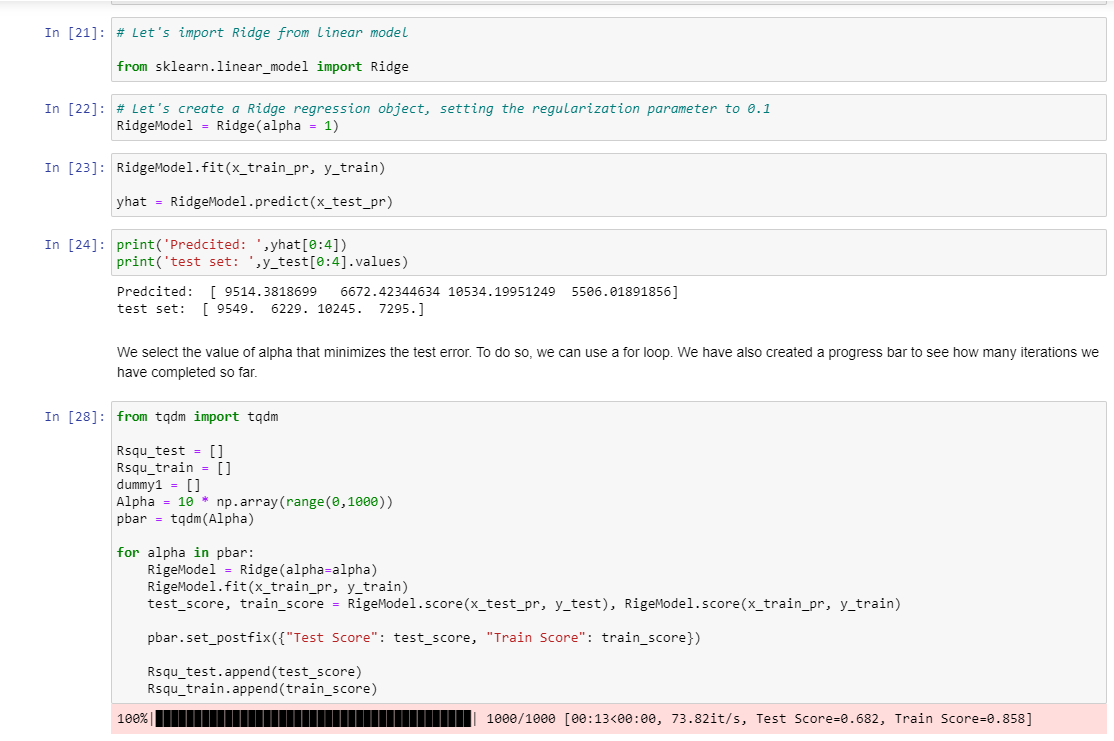 In [21]: # Let's import Ridge from linear model
from sklearn.linear_model import Ridge
In [22]: # Let's create a Ridge regression object, setting the regularization parameter to 0.1
RidgeModel = Ridge(alpha = 1)
In [23]: RidgeModel.fit(x_train_pr, y_train)
yhat = RidgeModel.predict(x_test_pr)
In [24]: print('Predcited: ',yhat[0:4])
print('test set: ',y_test[0:4].values)
Predcited:  [ 9514.3818699   6672.42344634 10534.19951249  5506.01891856]
test set:  [ 9549.  6229. 10245.  7295.]
We select the value of alpha that minimizes the test error. To do so, we can use a for loop. We have also created a progress bar to see how many iterations we
have completed so far.
In [28]: from tqdm import tqdm
Rsqu_test = []
Rsqu_train = []
dummy1 = []
Alpha = 10 * np.array(range(0,1000))
pbar = tqdm(Alpha)
for alpha in pbar:
    RigeModel = Ridge(alpha=alpha)
    RigeModel.fit(x_train_pr, y_train)
    test_score, train_score = RigeModel.score(x_test_pr, y_test), RigeModel.score(x_train_pr, y_train)
    pbar.set_postfix({"Test Score": test_score, "Train Score": train_score})
    Rsqu_test.append(test_score)
    Rsqu_train.append(train_score)
100%|██████████| 1000/1000 [00:13<00:00, 73.82it/s, Test Score=0.682, Train Score=0.858]